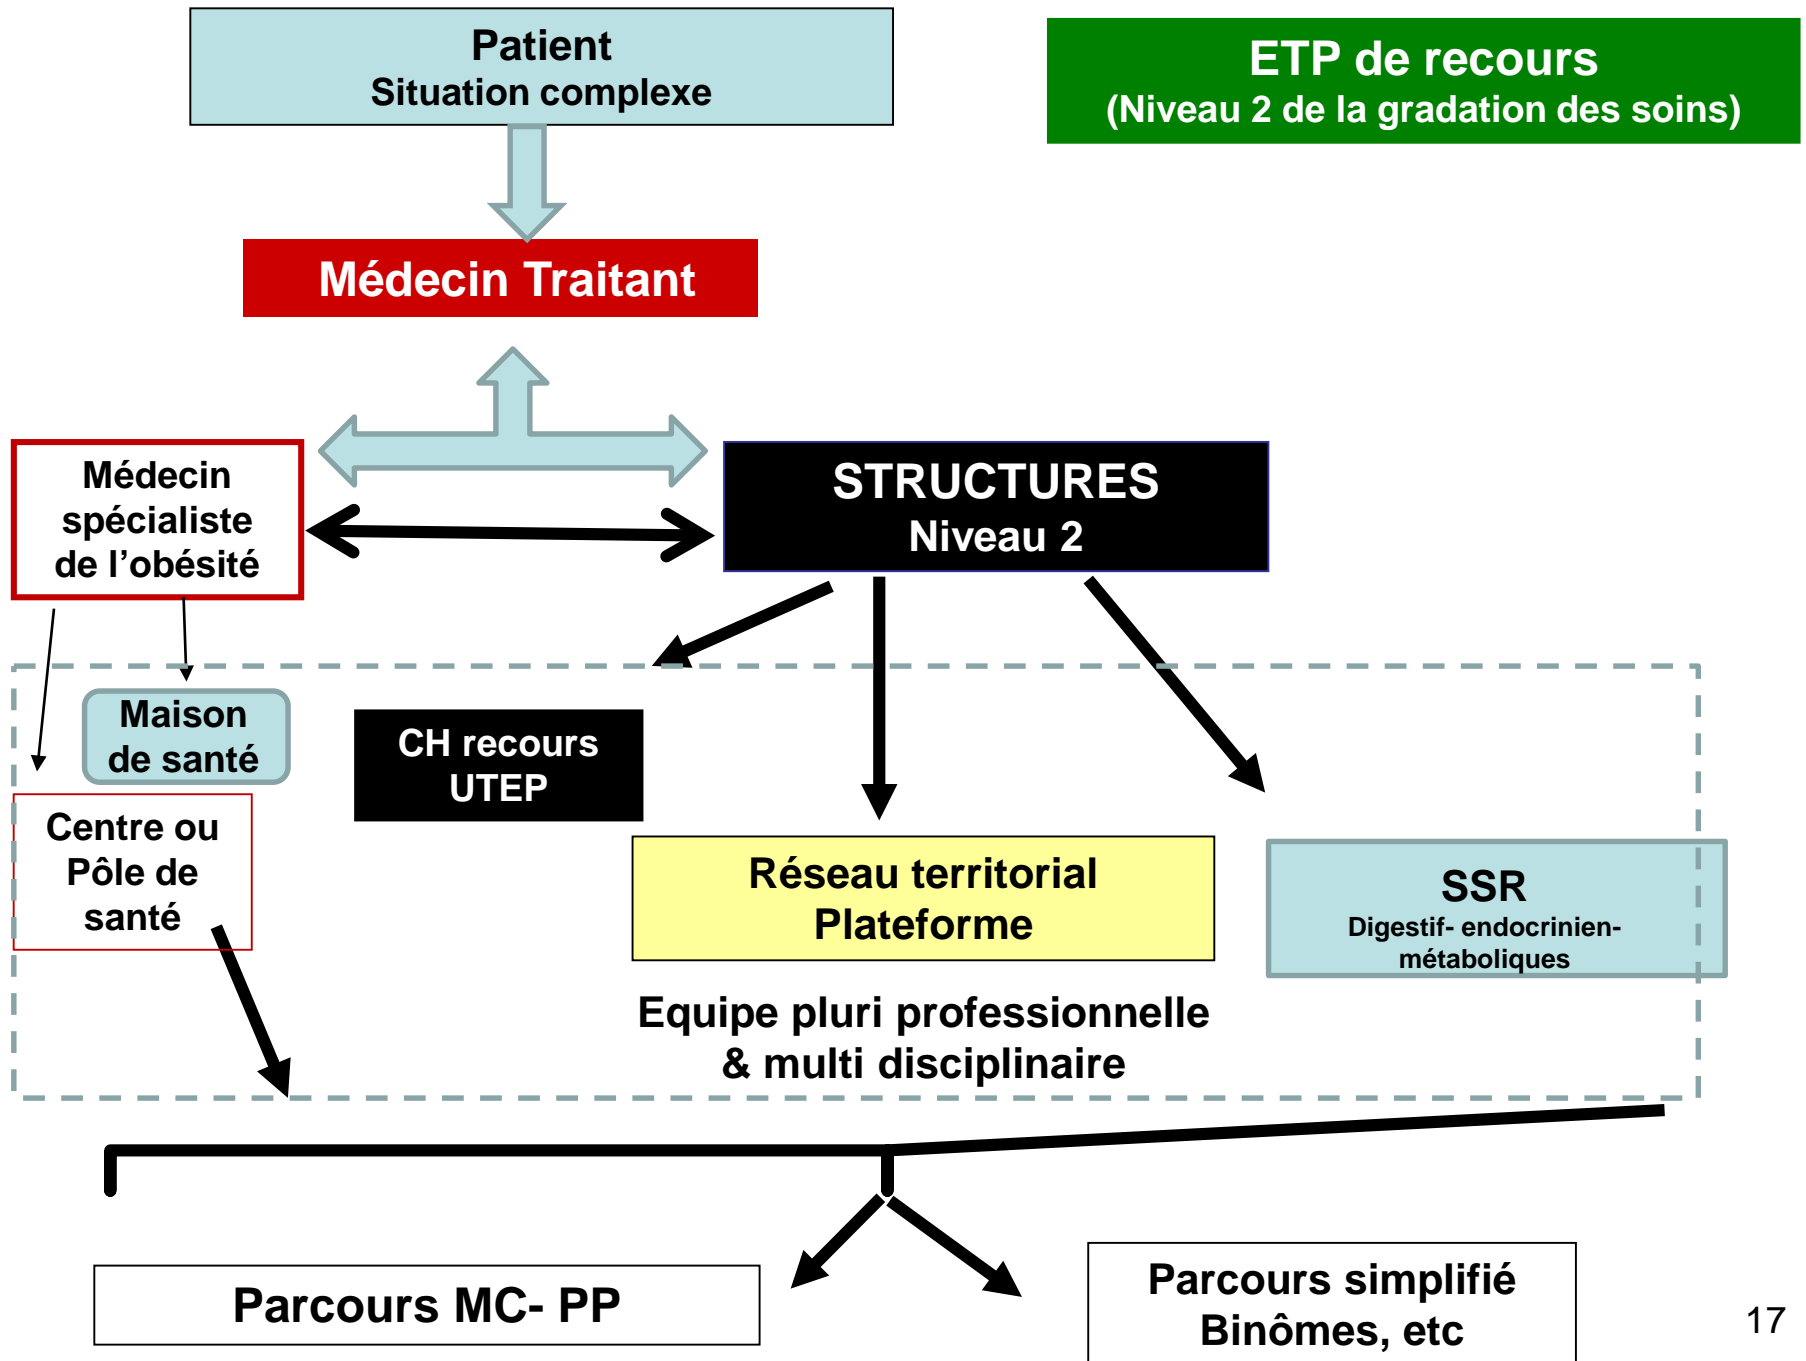 Patient
Situation complexe
ETP de recours
(Niveau 2 de la gradation des soins)
Médecin Traitant
Médecin
spécialiste
de l’obésité
STRUCTURES
Niveau 2
Maison
de santé
CH recours
UTEP
Centre ou
Pôle de
santé
Réseau territorial
Plateforme
SSR
Digestif- endocrinien-
métaboliques
Equipe pluri professionnelle
& multi disciplinaire
Parcours MC- PP
Parcours simplifié
Binômes, etc
17